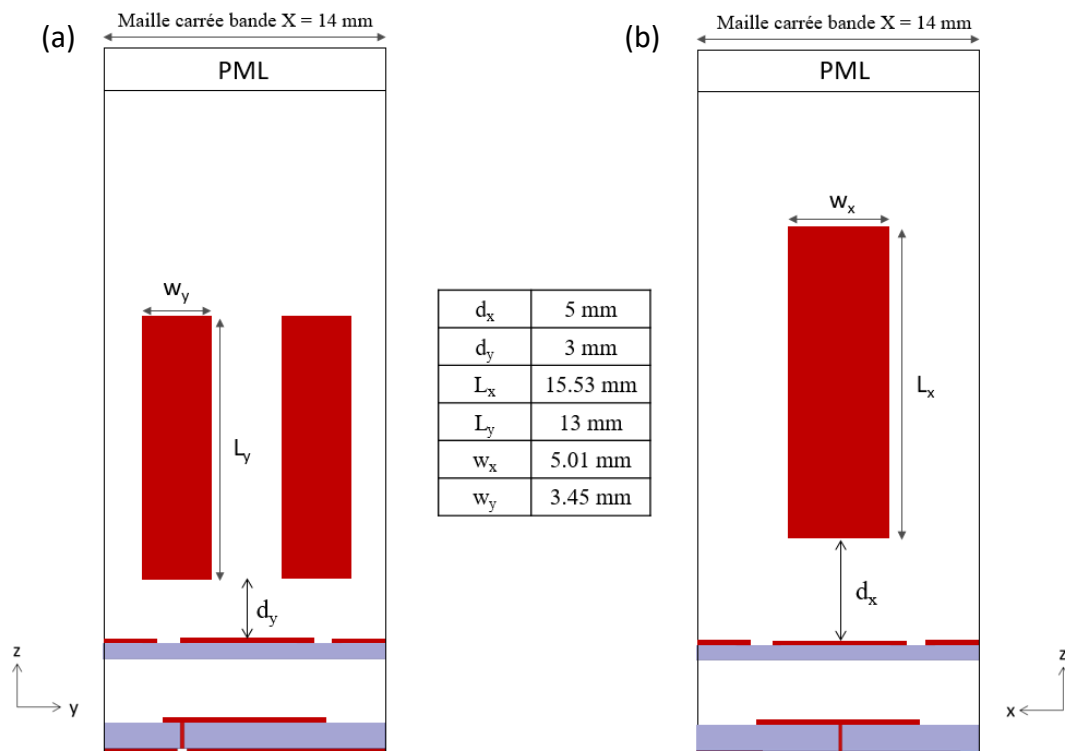 Maille carrée bande X = 14 mm
(a)
PML
w_y
L_y
d_y
z
y
d_x 5 mm
d_y 3 mm
L_x 15.53 mm
L_y 13 mm
w_x 5.01 mm
w_y 3.45 mm
Maille carrée bande X = 14 mm
(b)
PML
w_x
L_x
d_x
z
x